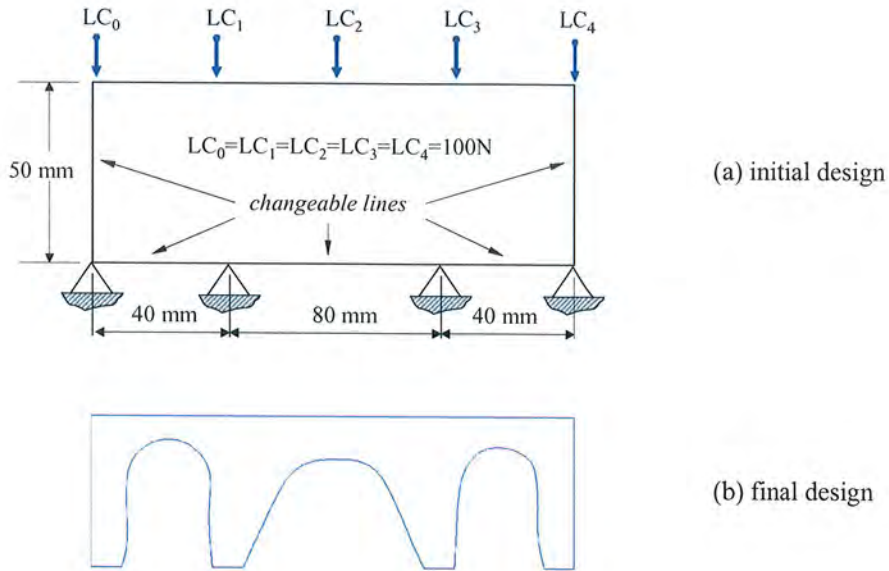 LC₀ LC₁ LC₂ LC₃ LC₄
LC₀=LC₁=LC₂=LC₃=LC₄=100N
50 mm
(a) initial design
changeable lines
40 mm 80 mm 40 mm
(b) final design